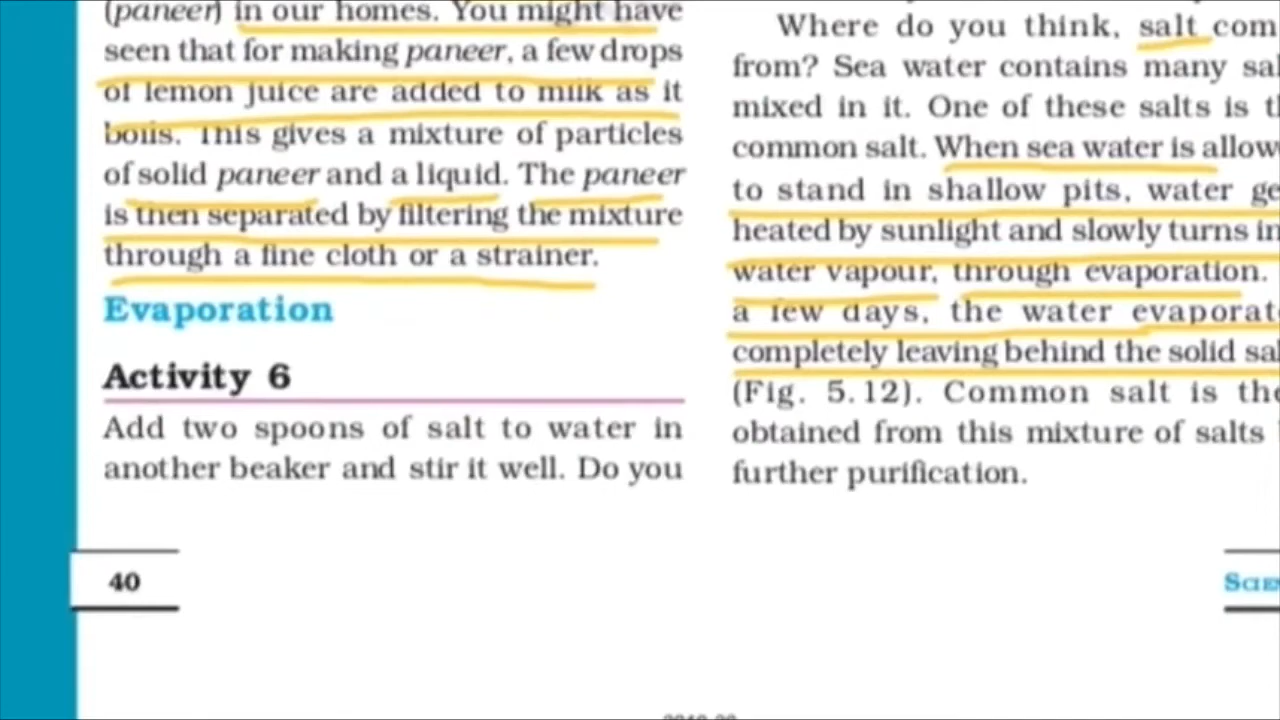 (paneer) in our homes. You might have
seen that for making paneer, a few drops
of lemon juice are added to milk as it
boils. This gives a mixture of particles
of solid paneer and a liquid. The paneer
is then separated by filtering the mixture
through a fine cloth or a strainer.
Evaporation
Activity 6
Add two spoons of salt to water in
another beaker and stir it well. Do you
40
Where do you think, salt com
from? Sea water contains many sal
mixed in it. One of these salts is t
common salt. When sea water is allow
to stand in shallow pits, water ge
heated by sunlight and slowly turns in
water vapour, through evaporation.
a few days, the water evaporat
completely leaving behind the solid sal
(Fig. 5.12). Common salt is the
obtained from this mixture of salts
further purification.